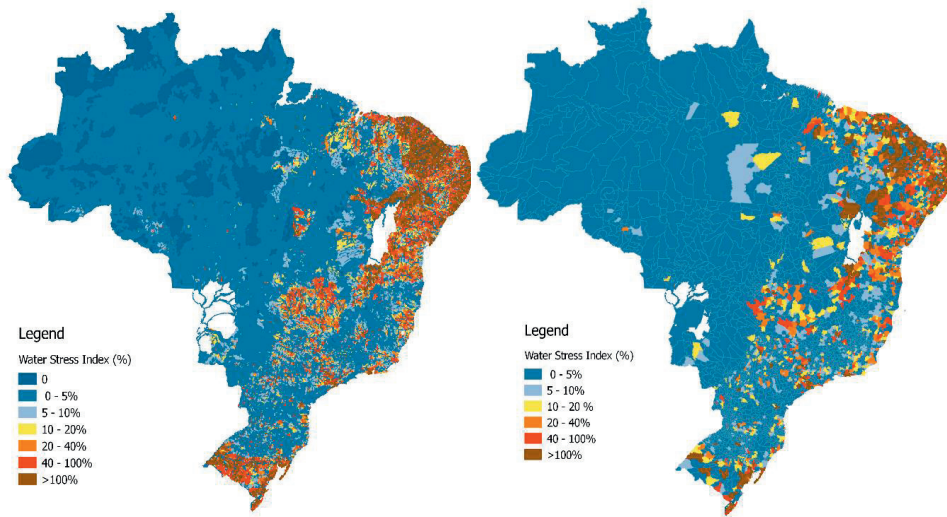 Legend
Water Stress Index (%)
0
0 - 5%
5 - 10%
10 - 20%
20 - 40%
40 - 100%
>100%
Legend
Water Stress Index (%)
0 - 5%
5 - 10%
10 - 20 %
20 - 40%
40 - 100%
>100%